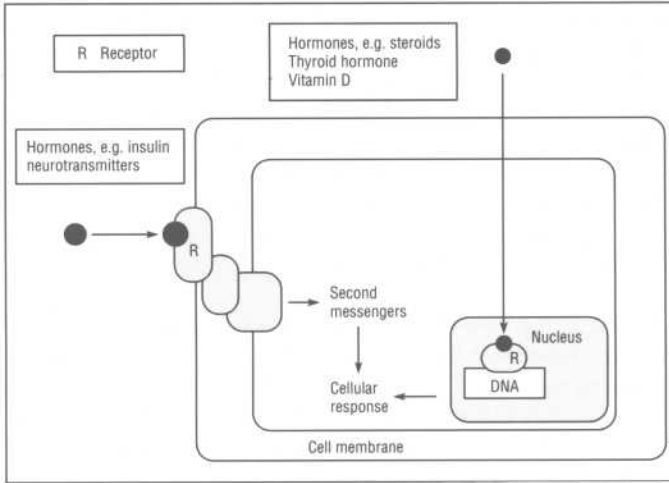 R Receptor
Hormones, e.g. steroids
Thyroid hormone
Vitamin D
Hormones, e.g. insulin
neurotransmitters
R
Second
messengers
Nucleus
R
DNA
Cellular
response
Cell membrane